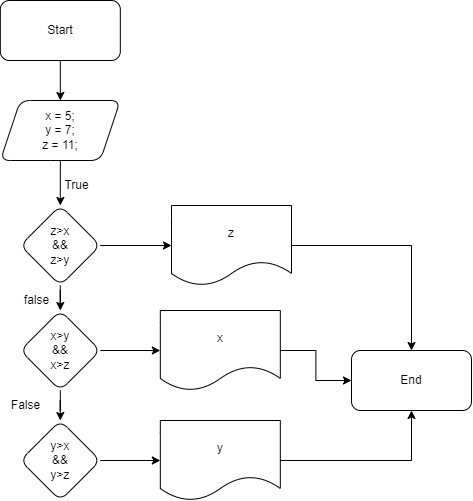 Start
x = 5;
y = 7;
z = 11;
True
z>x
&&
z>y
z
false
x>y
&&
x>z
x
End
False
y>x
&&
y>z
y